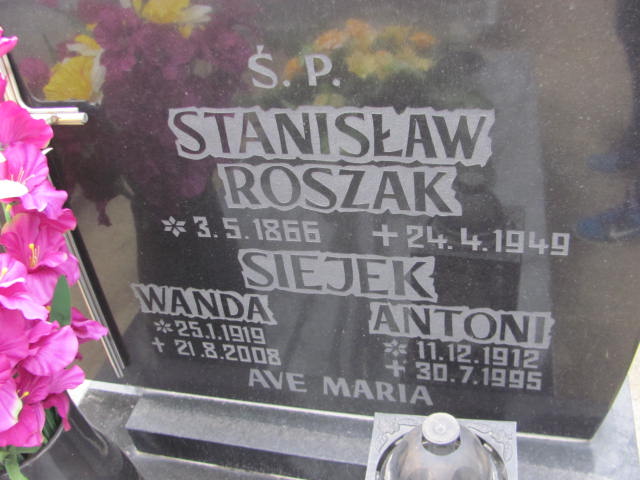 Ś. P.
STANISŁAW
ROSZAK
* 3. 5. 1866 + 24. 4. 1949
SIEJEK
WANDA ANTONI
* 25.1.1919 * 11.12.1912
+ 21.8.2008 + 30.7.1995
AVE MARIA